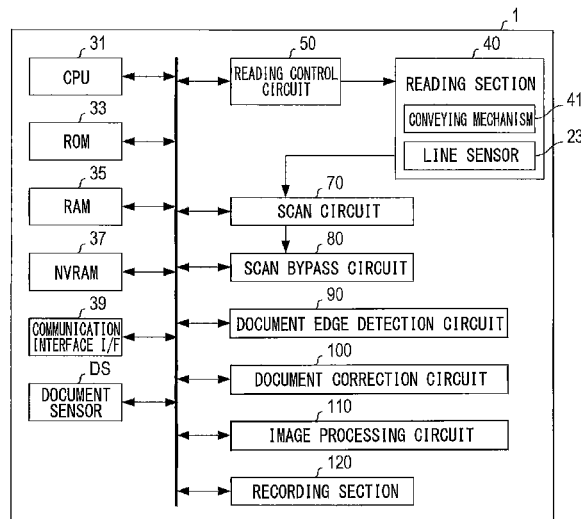 1
31
CPU
33
ROM
35
RAM
37
NVRAM
39
COMMUNICATION
INTERFACE I/F
DS
DOCUMENT
SENSOR
50
READING CONTROL
CIRCUIT
40
READING SECTION
41
CONVEYING MECHANISM
23
LINE SENSOR
70
SCAN CIRCUIT
80
SCAN BYPASS CIRCUIT
90
DOCUMENT EDGE DETECTION CIRCUIT
100
DOCUMENT CORRECTION CIRCUIT
110
IMAGE PROCESSING CIRCUIT
120
RECORDING SECTION